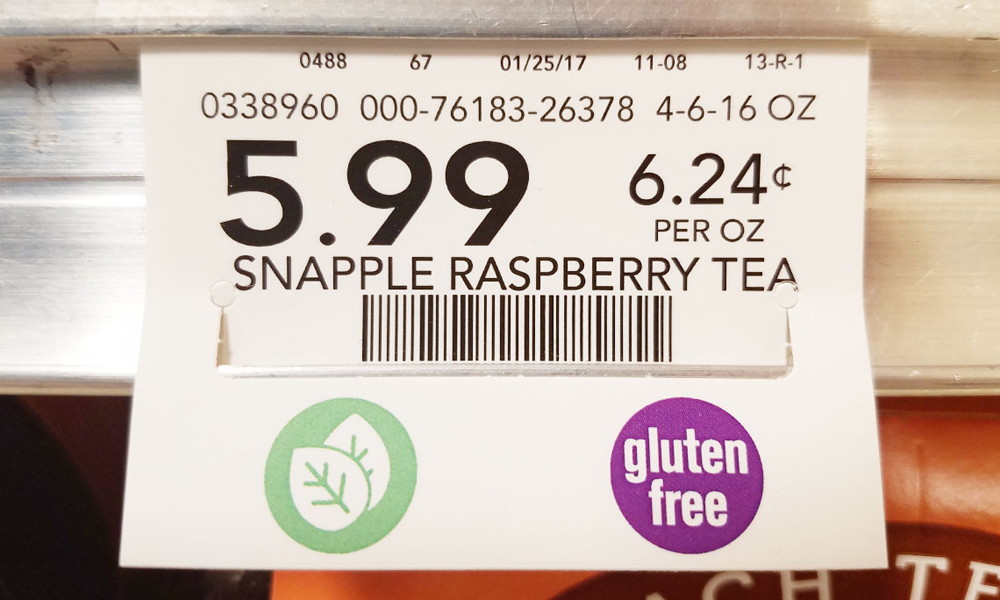 0488 67 01/25/17 11-08 13-R-1
0338960 000-76183-26378 4-6-16 OZ
5.99 6.24¢
PER OZ
SNAPPLE RASPBERRY TEA
gluten
free